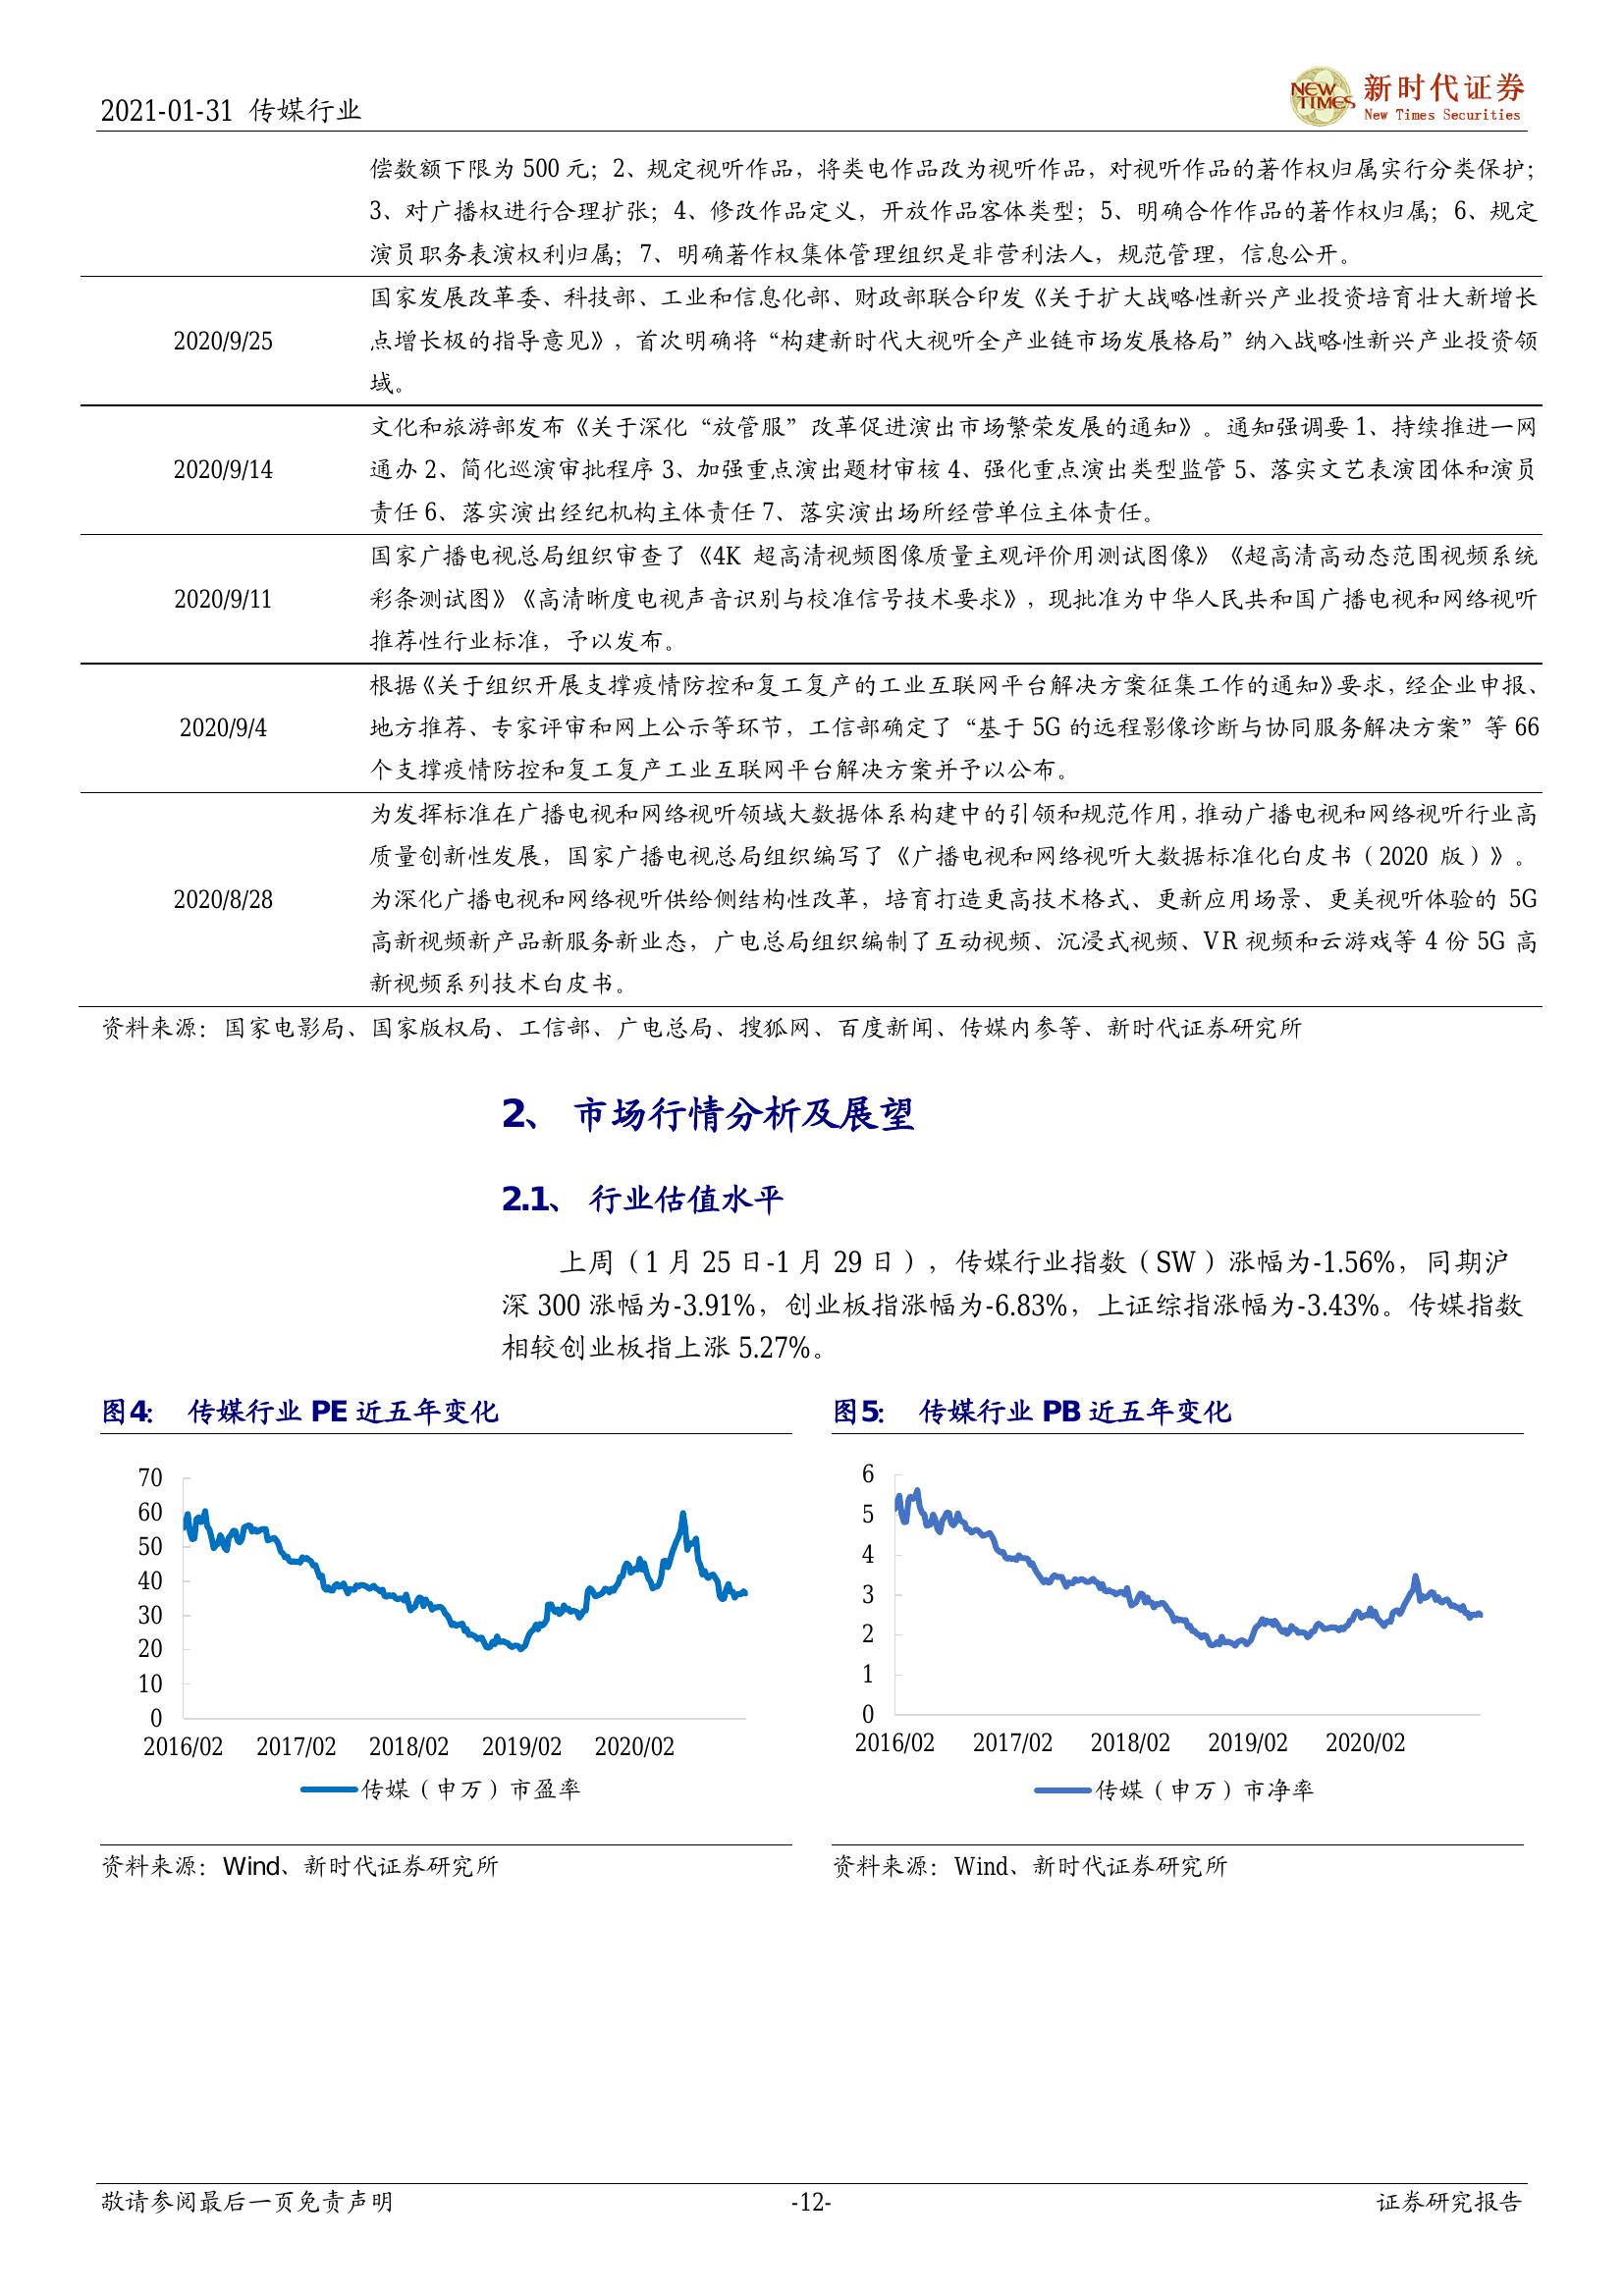 2021-01-31 传媒行业
NEW TIMES 新时代证券
New Times Securities
偿数额下限为 500 元；2、规定视听作品，将类电作品改为视听作品，对视听作品的著作权归属实行分类保护；
3、对广播权进行合理扩张；4、修改作品定义，开放作品客体类型；5、明确合作作品的著作权归属；6、规定
演员职务表演权利归属；7、明确著作权集体管理组织是非营利法人，规范管理，信息公开。
国家发展改革委、科技部、工业和信息化部、财政部联合印发《关于扩大战略性新兴产业投资培育壮大新增长
2020/9/25 点增长极的指导意见》，首次明确将“构建新时代大视听全产业链市场发展格局”纳入战略性新兴产业投资领
域。
文化和旅游部发布《关于深化“放管服”改革促进演出市场繁荣发展的通知》。通知强调要 1、持续推进一网
2020/9/14 通办 2、简化巡演审批程序 3、加强重点演出题材审核 4、强化重点演出类型监管 5、落实文艺表演团体和演员
责任 6、落实演出经纪机构主体责任 7、落实演出场所经营单位主体责任。
国家广播电视总局组织审查了《4K 超高清视频图像质量主观评价用测试图像》《超高清高动态范围视频系统
2020/9/11 彩条测试图》《高清晰度电视声音识别与校准信号技术要求》，现批准为中华人民共和国广播电视和网络视听
推荐性行业标准，予以发布。
根据《关于组织开展支撑疫情防控和复工复产的工业互联网平台解决方案征集工作的通知》要求，经企业申报、
2020/9/4 地方推荐、专家评审和网上公示等环节，工信部确定了“基于 5G 的远程影像诊断与协同服务解决方案”等 66
个支撑疫情防控和复工复产工业互联网平台解决方案并予以公布。
为发挥标准在广播电视和网络视听领域大数据体系构建中的引领和规范作用，推动广播电视和网络视听行业高
质量创新性发展，国家广播电视总局组织编写了《广播电视和网络视听大数据标准化白皮书（2020 版）》。
2020/8/28 为深化广播电视和网络视听供给侧结构性改革，培育打造更高技术格式、更新应用场景、更美视听体验的 5G
高新视频新产品新服务新业态，广电总局组织编制了互动视频、沉浸式视频、VR 视频和云游戏等 4 份 5G 高
新视频系列技术白皮书。
资料来源：国家电影局、国家版权局、工信部、广电总局、搜狐网、百度新闻、传媒内参等、新时代证券研究所
2、 市场行情分析及展望
2.1、 行业估值水平
上周（1 月 25 日-1 月 29 日），传媒行业指数（SW）涨幅为-1.56%，同期沪
深 300 涨幅为-3.91%，创业板指涨幅为-6.83%，上证综指涨幅为-3.43%。传媒指数
相较创业板指上涨 5.27%。
图4： 传媒行业 PE 近五年变化
70
60
50
40
30
20
10
0
2016/02 2017/02 2018/02 2019/02 2020/02
传媒（申万）市盈率
资料来源：Wind、新时代证券研究所
图5： 传媒行业 PB 近五年变化
6
5
4
3
2
1
0
2016/02 2017/02 2018/02 2019/02 2020/02
传媒（申万）市净率
资料来源：Wind、新时代证券研究所
敬请参阅最后一页免责声明 -12- 证券研究报告